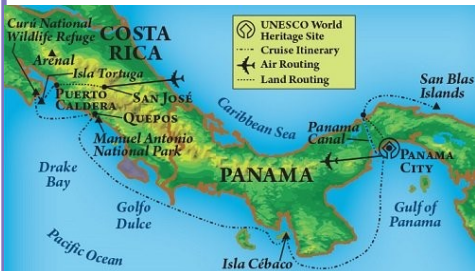 UNESCO World
Heritage Site
Cruise Itinerary
Air Routing
Land Routing
COSTA
RICA
Curú National
Wildlife Refuge
Arenal
Isla Tortuga
PUERTO
CALDERA
SAN JOSÉ
QUEPOS
Manuel Antonio
National Park
Caribbean Sea
San Blas
Islands
Panama
Canal
PANAMA
CITY
PANAMA
Drake
Bay
Golfo
Dulce
Gulf of
Panama
Pacific Ocean
Isla Cébaco